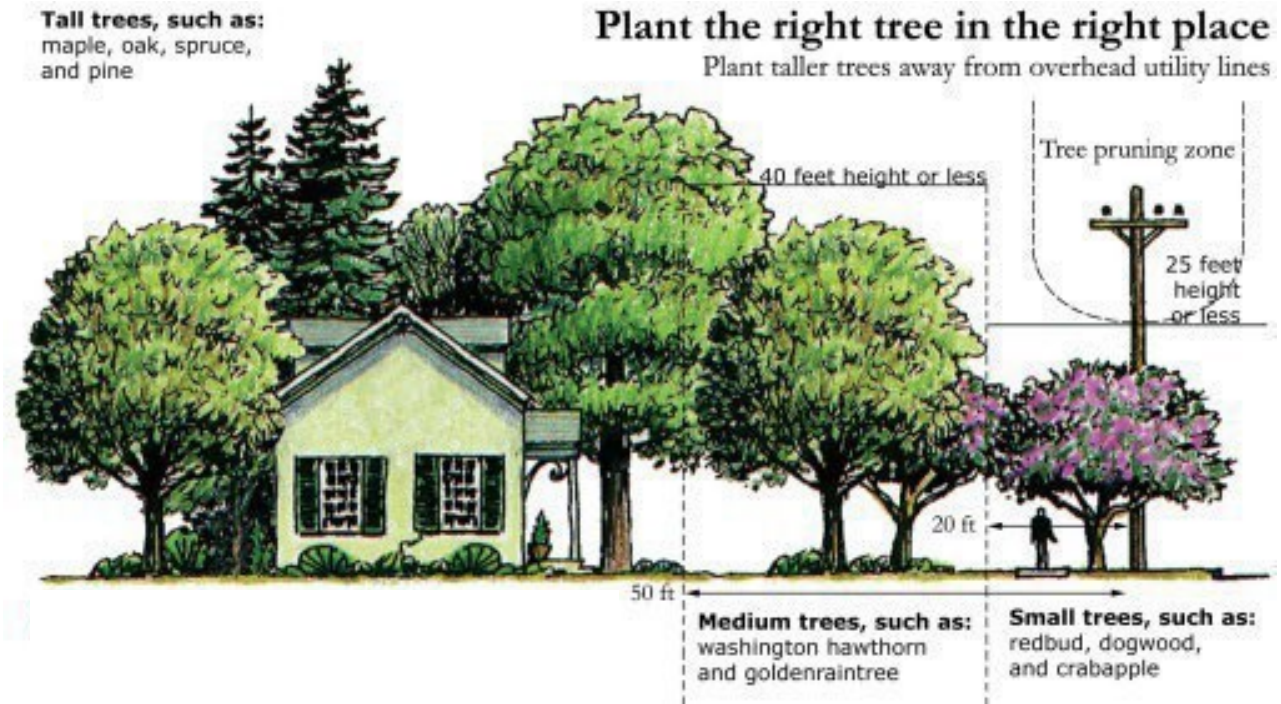 Tall trees, such as:
maple, oak, spruce,
and pine
Plant the right tree in the right place
Plant taller trees away from overhead utility lines
Tree pruning zone
40 feet height or less
25 feet
height
or less
20 ft
50 ft
Medium trees, such as:
washington hawthorn
and goldenraintree
Small trees, such as:
redbud, dogwood,
and crabapple